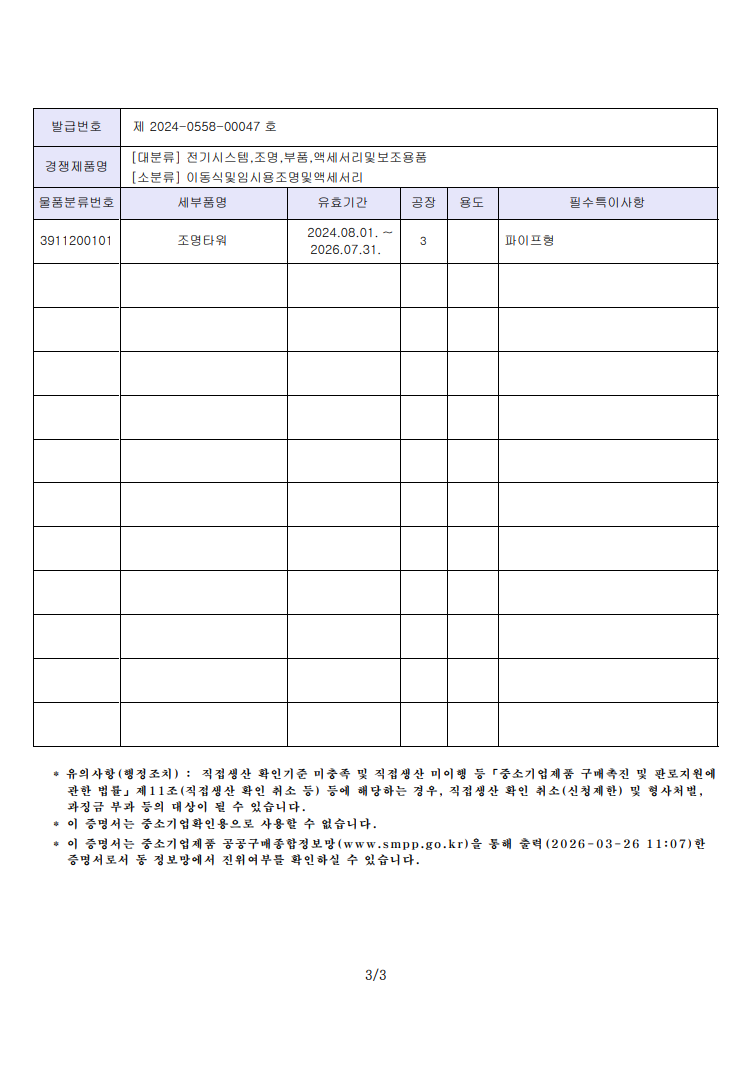 발급번호 제 2024-0558-00047 호
경쟁제품명 [대분류] 전기시스템,조명,부품,액세서리및보조용품
[소분류] 이동식및임시용조명및액세서리
물품분류번호 세부품명 유효기간 공장 용도 필수특이사항
3911200101 조명타워 2024.08.01. ~ 2026.07.31. 3 파이프형
* 유의사항(행정조치) : 직접생산 확인기준 미충족 및 직접생산 미이행 등「중소기업제품 구매촉진 및 판로지원에
관한 법률」제11조(직접생산 확인 취소 등) 등에 해당하는 경우, 직접생산 확인 취소(신청제한) 및 형사처벌,
과징금 부과 등의 대상이 될 수 있습니다.
* 이 증명서는 중소기업확인용으로 사용할 수 없습니다.
* 이 증명서는 중소기업제품 공공구매종합정보망(www.smpp.go.kr)을 통해 출력(2026-03-26 11:07)한
증명서로서 동 정보망에서 진위여부를 확인하실 수 있습니다.
3/3